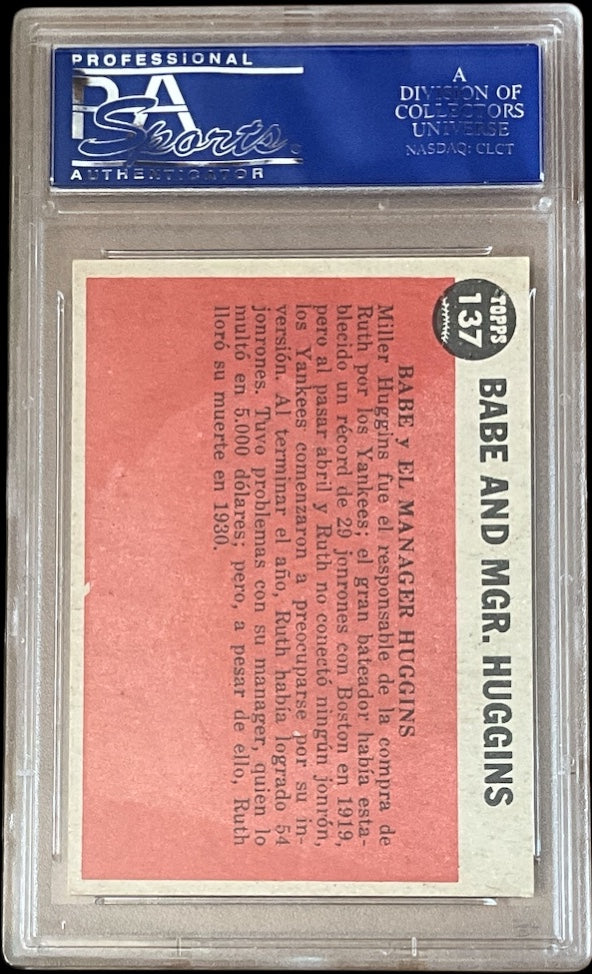 PROFESSIONAL
PSA
Sports
AUTHENTICATOR
A
DIVISION OF
COLLECTORS
UNIVERSE
NASDAQ: CLCT
TOPPS
137
BABE AND MGR. HUGGINS
BABE y EL MANAGER HUGGINS
Miller Huggins fue el responsable de la compra de
Ruth por los Yankees; el gran bateador había esta-
blecido un récord de 29 jonrones con Boston en 1919,
pero al pasar abril y Ruth no conectó ningún jonrón,
los Yankees comenzaron a preocuparse por su in-
versión. Al terminar el año, Ruth había logrado 54
jonrones. Tuvo problemas con su manager, quien lo
multó en 5.000 dólares; pero, a pesar de ello, Ruth
lloró su muerte en 1930.